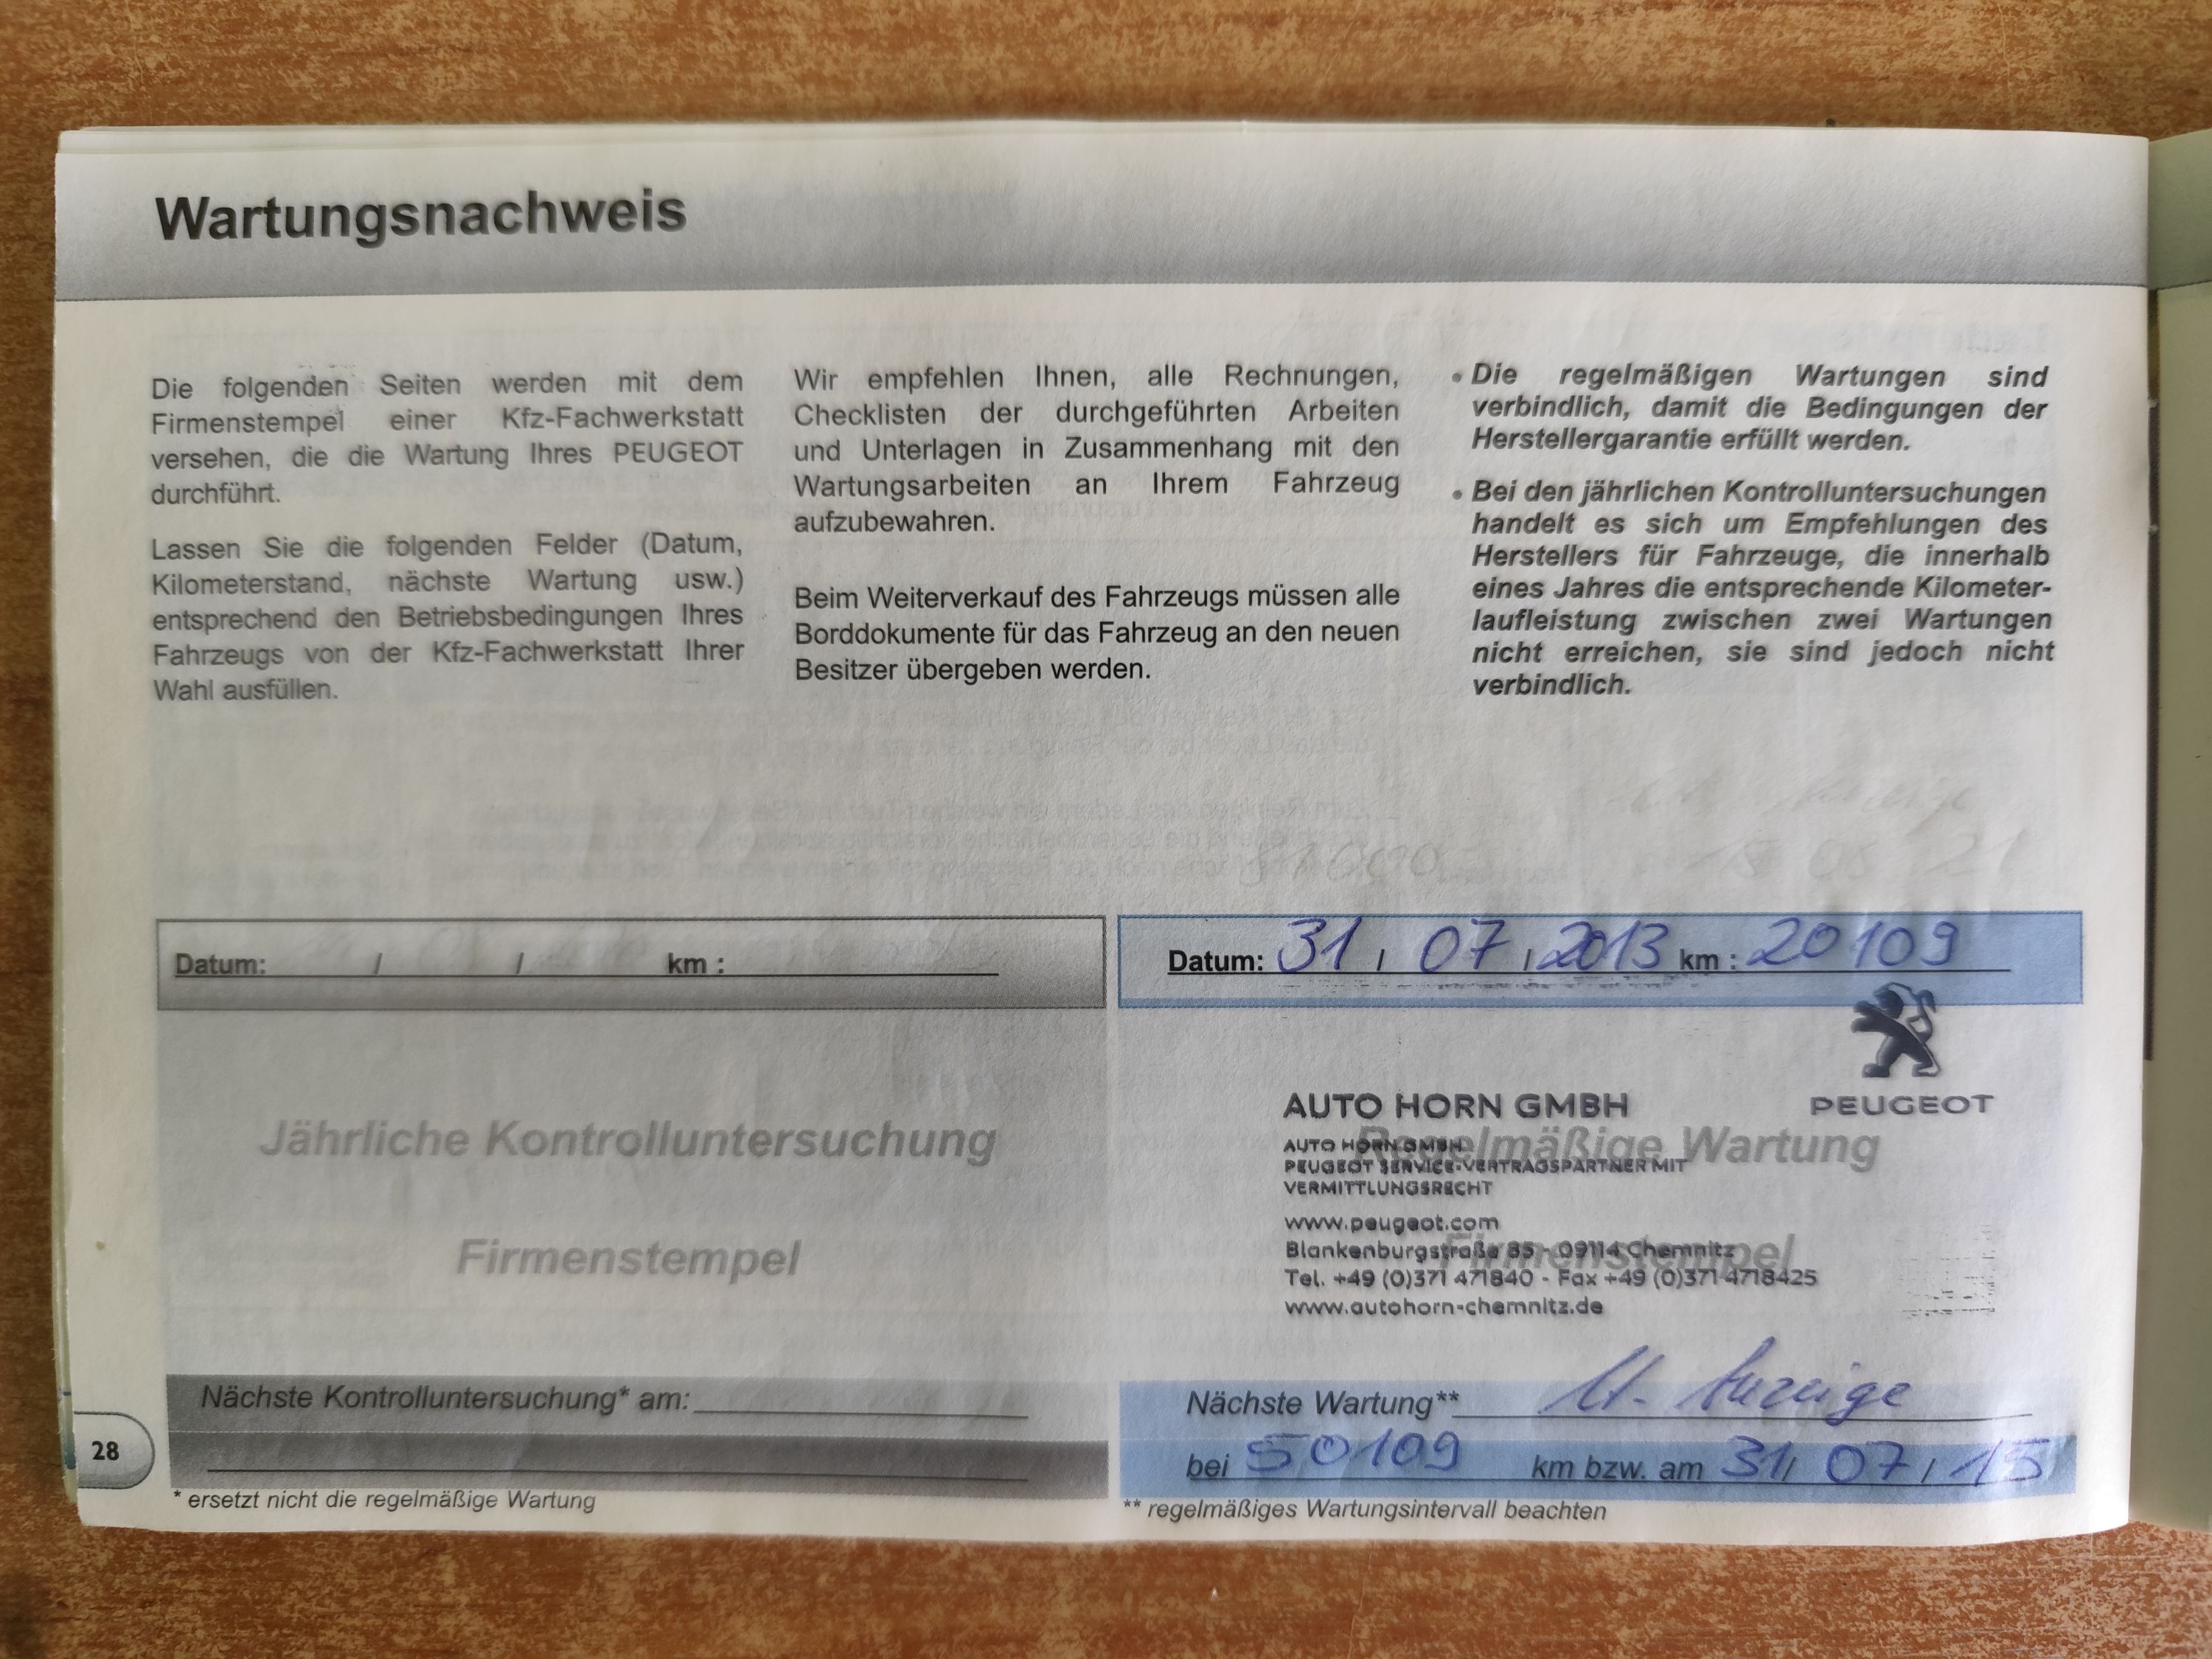 Wartungsnachweis
Die folgenden Seiten werden mit dem
Firmenstempel einer Kfz-Fachwerkstatt
versehen, die die Wartung Ihres PEUGEOT
durchführt.
Lassen Sie die folgenden Felder (Datum,
Kilometerstand, nächste Wartung usw.)
entsprechend den Betriebsbedingungen Ihres
Fahrzeugs von der Kfz-Fachwerkstatt Ihrer
Wahl ausfüllen.
Wir empfehlen Ihnen, alle Rechnungen,
Checklisten der durchgeführten Arbeiten
und Unterlagen in Zusammenhang mit den
Wartungsarbeiten an Ihrem Fahrzeug
aufzubewahren.
Beim Weiterverkauf des Fahrzeugs müssen alle
Borddokumente für das Fahrzeug an den neuen
Besitzer übergeben werden.
• Die regelmäßigen Wartungen sind
verbindlich, damit die Bedingungen der
Herstellergarantie erfüllt werden.
• Bei den jährlichen Kontrolluntersuchungen
handelt es sich um Empfehlungen des
Herstellers für Fahrzeuge, die innerhalb
eines Jahres die entsprechende Kilometer-
laufleistung zwischen zwei Wartungen
nicht erreichen, sie sind jedoch nicht
verbindlich.
Datum: / / km :
Jährliche Kontrolluntersuchung
Firmenstempel
Nächste Kontrolluntersuchung* am:
* ersetzt nicht die regelmäßige Wartung
28
Datum: 31 / 07 / 2013 km : 20109
PEUGEOT
AUTO HORN GMBH
Regelmäßige Wartung
AUTO HORN GMBH
PEUGEOT SERVICE-VERTRAGSPARTNER MIT
VERMITTLUNGSRECHT
www.peugeot.com
Firmenstempel
Blankenburgstraße 85 - 09114 Chemnitz
Tel. +49 (0)371 471840 - Fax +49 (0)371 4718425
www.autohorn-chemnitz.de
Nächste Wartung** lt. Anzeige
bei 50109 km bzw. am 31 / 07 / 15
** regelmäßiges Wartungsintervall beachten